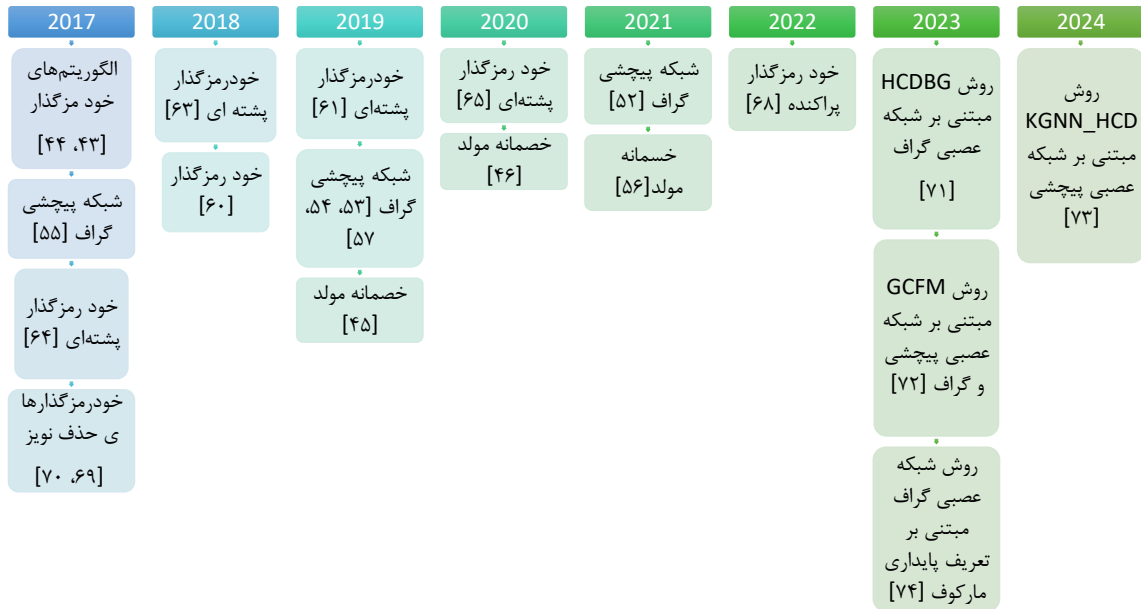 2017
الگوریتم‌های
خود مزگذار
[۴۳، ۴۴]
شبکه پیچشی
گراف [۵۵]
خود رمزگذار
پشته‌ای [۶۴]
خودرمزگذارها
ی حذف نویز
[۶۹، ۷۰]
2018
خودرمزگذار
پشته ای [۶۳]
خود رمزگذار
[۶۰]
2019
خودرمزگذار
پشته‌ای [۶۱]
شبکه پیچشی
گراف [۵۳، ۵۴،
۵۷]
خصمانه مولد
[۴۵]
2020
خود رمزگذار
پشته‌ای [۶۵]
خصمانه مولد
[۴۶]
2021
شبکه پیچشی
گراف [۵۲]
خسمانه
مولد[۵۶]
2022
خود رمزگذار
پراکنده [۶۸]
2023
روش HCDBG
مبتنی بر شبکه
عصبی گراف
[۷۱]
روش GCFM
مبتنی بر شبکه
عصبی پیچشی
و گراف [۷۲]
روش شبکه
عصبی گراف
مبتنی بر
تعریف پایداری
مارکوف [۷۴]
2024
روش
KGNN_HCD
مبتنی بر شبکه
عصبی پیچشی
[۷۳]